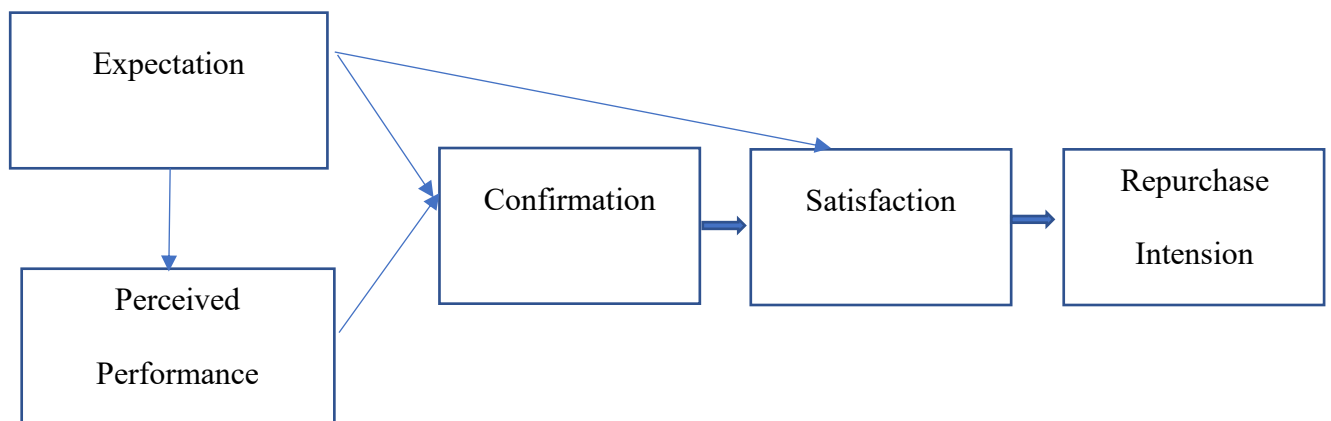 Expectation
Perceived
Performance
Confirmation
Satisfaction
Repurchase
Intension